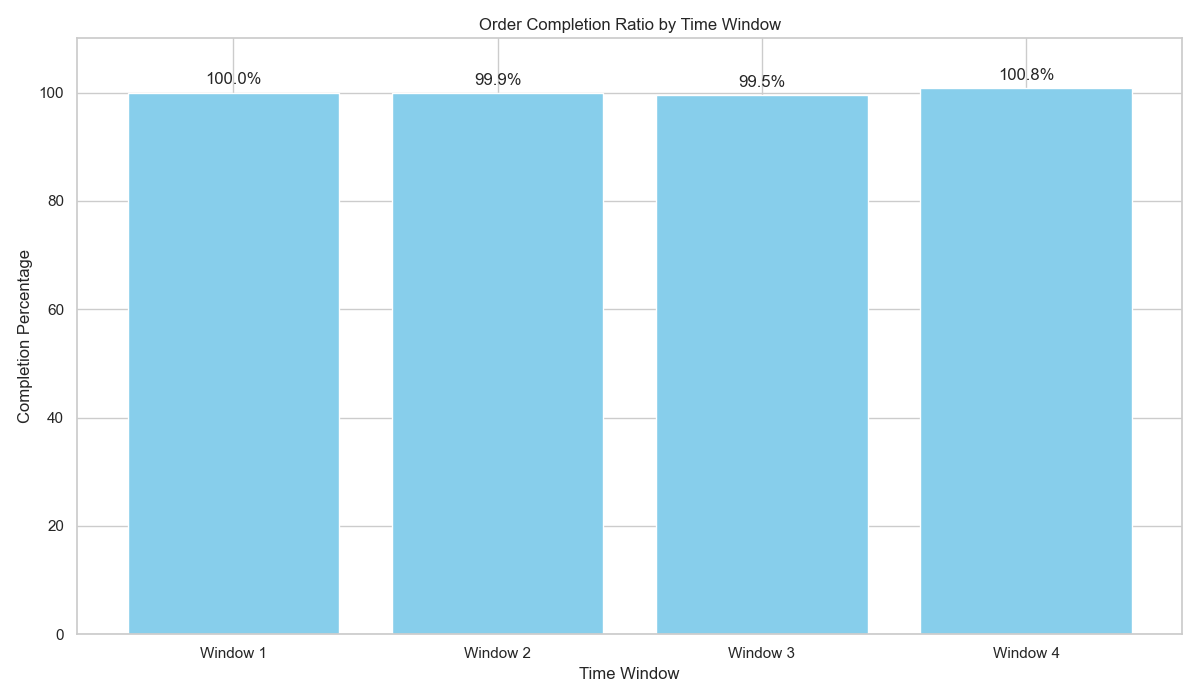 Order Completion Ratio by Time Window
100.0%
99.9%
99.5%
100.8%
100
80
60
40
20
0
Completion Percentage
Window 1
Window 2
Window 3
Window 4
Time Window